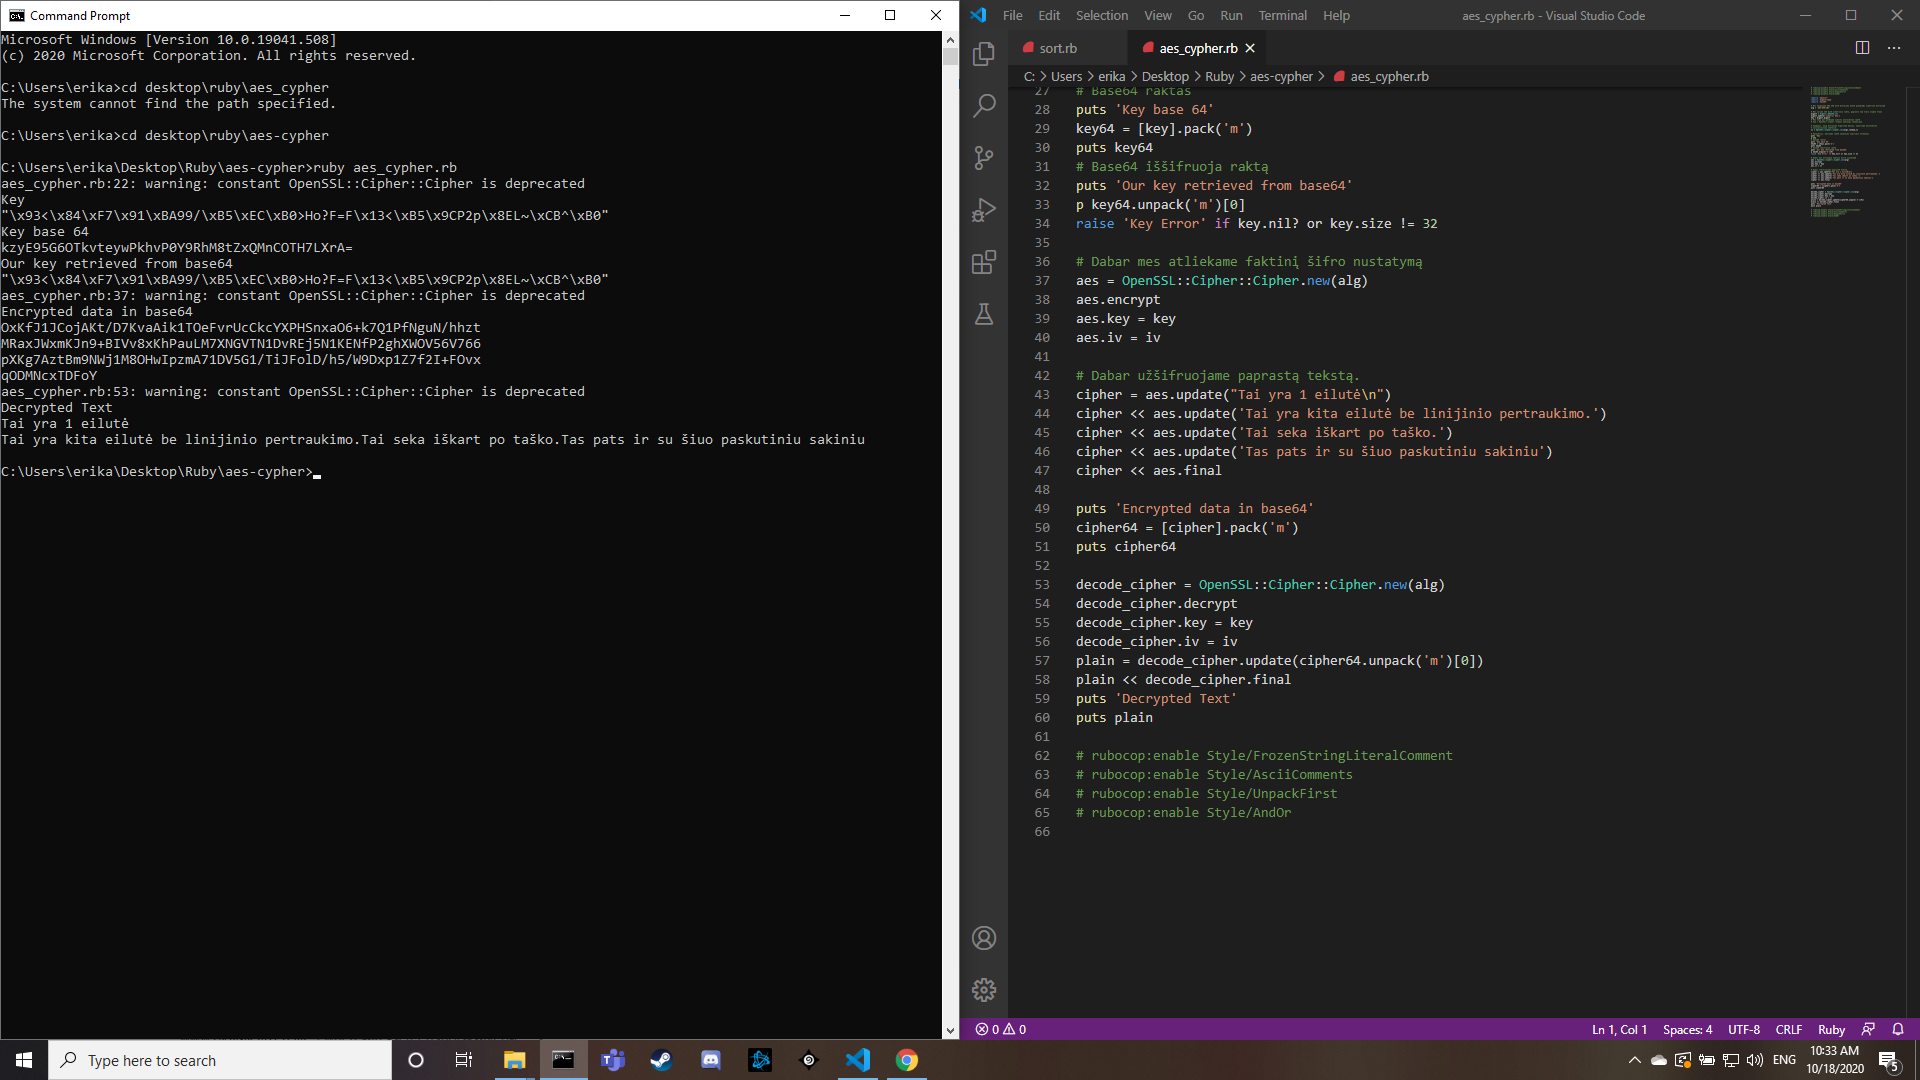 Command Prompt
Microsoft Windows [Version 10.0.19041.508]
(c) 2020 Microsoft Corporation. All rights reserved.
C:\Users\erika>cd desktop\ruby\aes_cypher
The system cannot find the path specified.
C:\Users\erika>cd desktop\ruby\aes-cypher
C:\Users\erika\Desktop\Ruby\aes-cypher>ruby aes_cypher.rb
aes_cypher.rb:22: warning: constant OpenSSL::Cipher::Cipher is deprecated
Key
"\x93<\x84\xF7\x91\xBA99/\xB5\xEC\xB0>Ho?F=F\x13<\xB5\x9CP2p\x8EL~\xCB^\xB0"
Key base 64
kzyE95G6OTkvteywPkhvP0Y9RhM8tZxQMnCOTH7LXrA=
Our key retrieved from base64
"\x93<\x84\xF7\x91\xBA99/\xB5\xEC\xB0>Ho?F=F\x13<\xB5\x9CP2p\x8EL~\xCB^\xB0"
aes_cypher.rb:37: warning: constant OpenSSL::Cipher::Cipher is deprecated
Encrypted data in base64
OxKfJ1JCojAKt/D7KvaAik1TOeFvrUcCkcYXPHSnxaO6+k7Q1PfNguN/hhzt
MRaxJWxmKJn9+BIVv8xKhPauLM7XNGVTN1DvREj5N1KENfP2ghXWOV56V766
pXKg7AztBm9NWj1M8OHwIpzmA71DV5G1/TiJFolD/h5/W9Dxp1Z7f2I+FOvx
qODMNcxTDFoY
aes_cypher.rb:53: warning: constant OpenSSL::Cipher::Cipher is deprecated
Decrypted Text
Tai yra 1 eilutė
Tai yra kita eilutė be linijinio pertraukimo.Tai seka iškart po taško.Tas pats ir su šiuo paskutiniu sakiniu
C:\Users\erika\Desktop\Ruby\aes-cypher>
File Edit Selection View Go Run Terminal Help aes_cypher.rb - Visual Studio Code
sort.rb aes_cypher.rb
C: > Users > erika > Desktop > Ruby > aes-cypher > aes_cypher.rb
27 # Base64 raktas
28 puts 'Key base 64'
29 key64 = [key].pack('m')
30 puts key64
31 # Base64 iššifruoja raktą
32 puts 'Our key retrieved from base64'
33 p key64.unpack('m')[0]
34 raise 'Key Error' if key.nil? or key.size != 32
35
36 # Dabar mes atliekame faktinį šifro nustatymą
37 aes = OpenSSL::Cipher::Cipher.new(alg)
38 aes.encrypt
39 aes.key = key
40 aes.iv = iv
41
42 # Dabar užšifruojame paprastą tekstą.
43 cipher = aes.update("Tai yra 1 eilutė\n")
44 cipher << aes.update('Tai yra kita eilutė be linijinio pertraukimo.')
45 cipher << aes.update('Tai seka iškart po taško.')
46 cipher << aes.update('Tas pats ir su šiuo paskutiniu sakiniu')
47 cipher << aes.final
48
49 puts 'Encrypted data in base64'
50 cipher64 = [cipher].pack('m')
51 puts cipher64
52
53 decode_cipher = OpenSSL::Cipher::Cipher.new(alg)
54 decode_cipher.decrypt
55 decode_cipher.key = key
56 decode_cipher.iv = iv
57 plain = decode_cipher.update(cipher64.unpack('m')[0])
58 plain << decode_cipher.final
59 puts 'Decrypted Text'
60 puts plain
61
62 # rubocop:enable Style/FrozenStringLiteralComment
63 # rubocop:enable Style/AsciiComments
64 # rubocop:enable Style/UnpackFirst
65 # rubocop:enable Style/AndOr
66
0 0 Ln 1, Col 1 Spaces: 4 UTF-8 CRLF Ruby
Type here to search
ENG
10:33 AM
10/18/2020
5